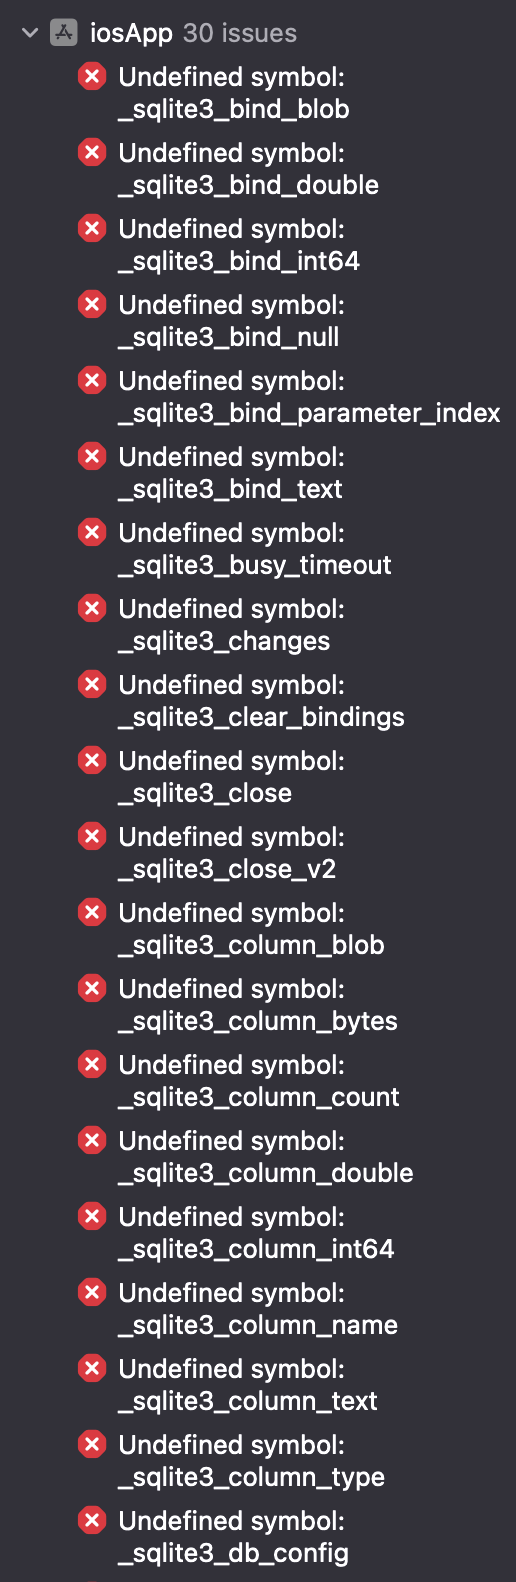 iosApp 30 issues
Undefined symbol:
_sqlite3_bind_blob
Undefined symbol:
_sqlite3_bind_double
Undefined symbol:
_sqlite3_bind_int64
Undefined symbol:
_sqlite3_bind_null
Undefined symbol:
_sqlite3_bind_parameter_index
Undefined symbol:
_sqlite3_bind_text
Undefined symbol:
_sqlite3_busy_timeout
Undefined symbol:
_sqlite3_changes
Undefined symbol:
_sqlite3_clear_bindings
Undefined symbol:
_sqlite3_close
Undefined symbol:
_sqlite3_close_v2
Undefined symbol:
_sqlite3_column_blob
Undefined symbol:
_sqlite3_column_bytes
Undefined symbol:
_sqlite3_column_count
Undefined symbol:
_sqlite3_column_double
Undefined symbol:
_sqlite3_column_int64
Undefined symbol:
_sqlite3_column_name
Undefined symbol:
_sqlite3_column_text
Undefined symbol:
_sqlite3_column_type
Undefined symbol:
_sqlite3_db_config